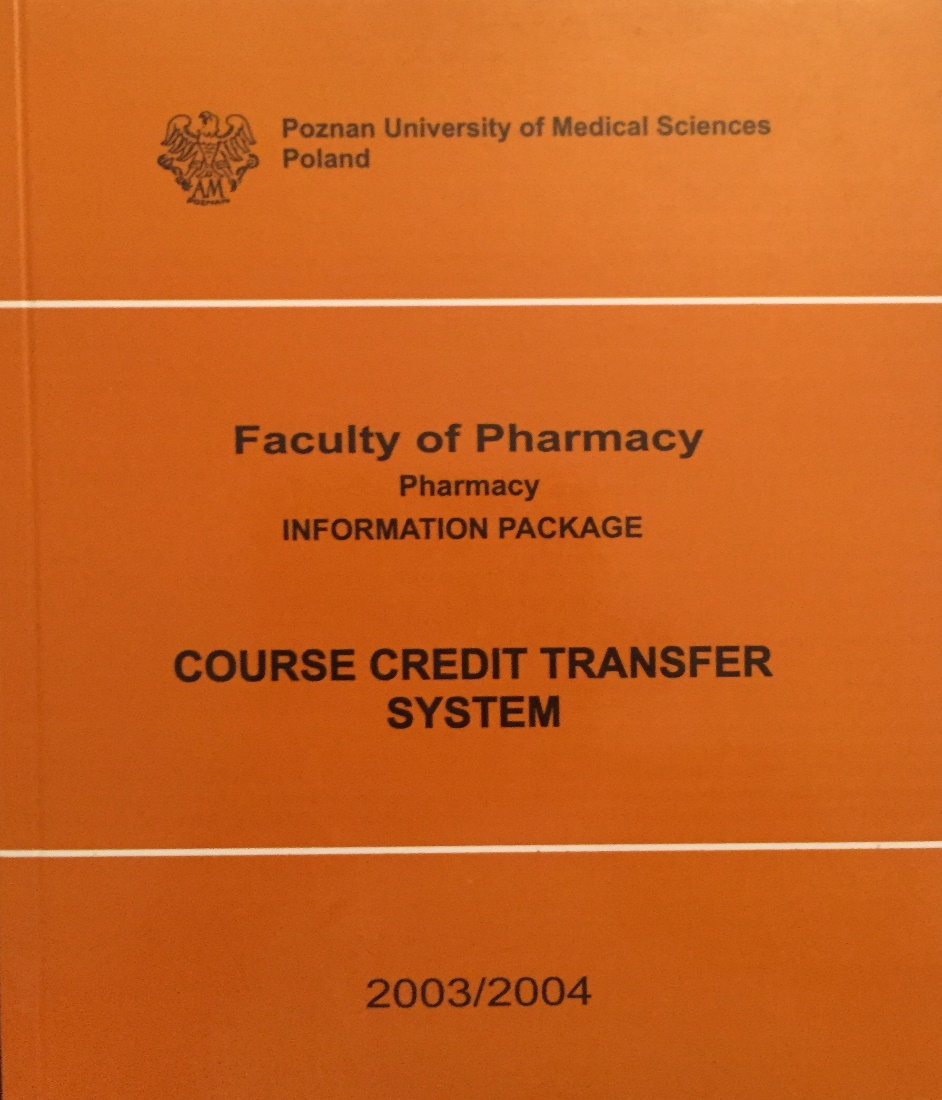 Poznan University of Medical Sciences
Poland
AM
POZNAŃ
Faculty of Pharmacy
Pharmacy
INFORMATION PACKAGE
COURSE CREDIT TRANSFER
SYSTEM
2003/2004